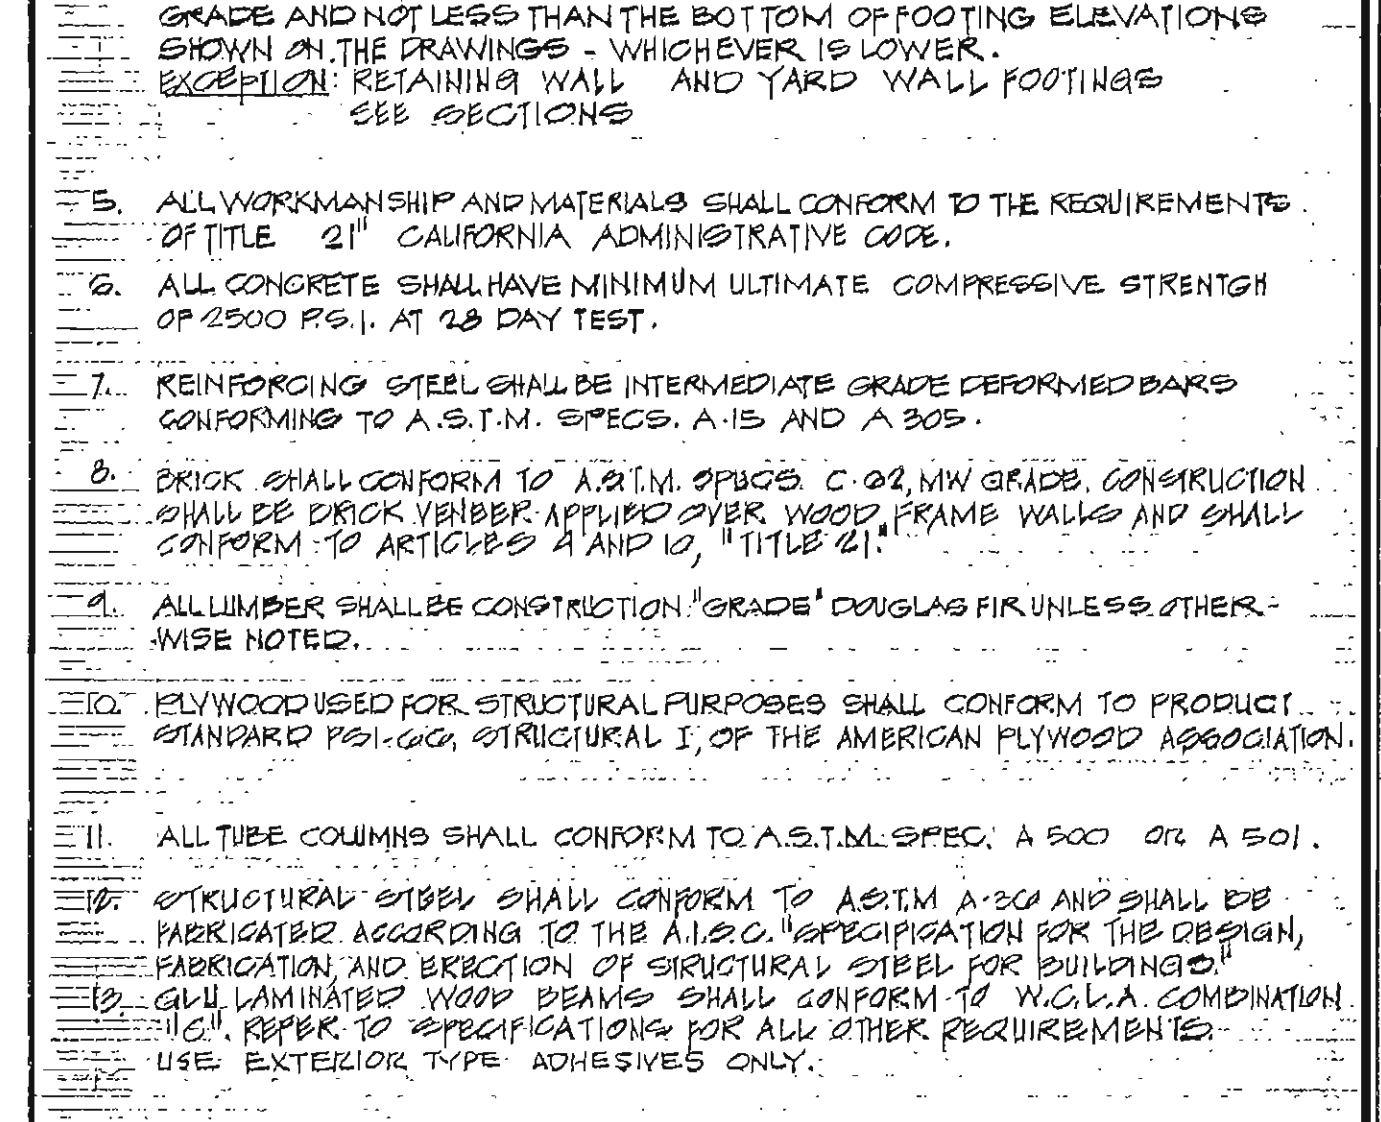 GRADE AND NOT LESS THAN THE BOTTOM OF FOOTING ELEVATIONS
SHOWN ON THE DRAWINGS - WHICHEVER IS LOWER.
EXCEPTION: RETAINING WALL AND YARD WALL FOOTINGS
SEE SECTIONS
5. ALL WORKMANSHIP AND MATERIALS SHALL CONFORM TO THE REQUIREMENTS
OF TITLE 21" CALIFORNIA ADMINISTRATIVE CODE.
6. ALL CONCRETE SHALL HAVE MINIMUM ULTIMATE COMPRESSIVE STRENTGH
OF 2500 P.S.I. AT 28 DAY TEST.
7. REINFORCING STEEL SHALL BE INTERMEDIATE GRADE DEFORMED BARS
CONFORMING TO A.S.T.M. SPECS. A-15 AND A 305.
8. BRICK SHALL CONFORM TO A.S.T.M. SPECS. C-62, MW GRADE. CONSTRUCTION
SHALL BE BRICK VENEER APPLIED OVER WOOD FRAME WALLS AND SHALL
CONFORM TO ARTICLES 9 AND 10, "TITLE 21."
9. ALL LUMBER SHALL BE CONSTRUCTION "GRADE" DOUGLAS FIR UNLESS OTHER-
WISE NOTED.
10. PLYWOOD USED FOR STRUCTURAL PURPOSES SHALL CONFORM TO PRODUCT
STANDARD PS1-66, STRUCTURAL I, OF THE AMERICAN PLYWOOD ASSOCIATION.
11. ALL TUBE COLUMNS SHALL CONFORM TO A.S.T.M. SPEC. A 500 OR A 501.
12. STRUCTURAL STEEL SHALL CONFORM TO A.S.T.M A-36 AND SHALL BE
FABRICATED ACCORDING TO THE A.I.S.C. "SPECIFICATION FOR THE DESIGN,
FABRICATION, AND ERECTION OF STRUCTURAL STEEL FOR BUILDINGS."
13. GLU LAMINATED WOOD BEAMS SHALL CONFORM TO W.C.L.A. COMBINATION
"C". REFER TO SPECIFICATIONS FOR ALL OTHER REQUIREMENTS.
USE EXTERIOR TYPE ADHESIVES ONLY.